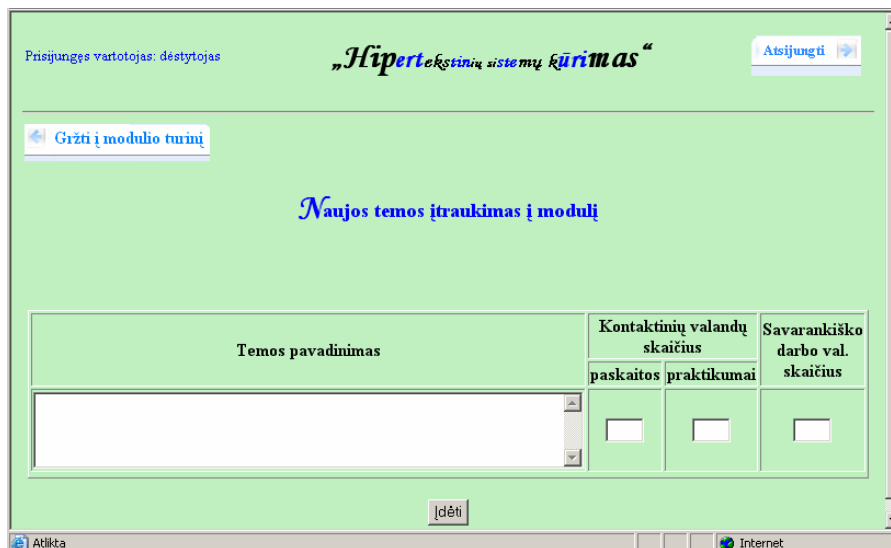 Prisijungęs vartotojas: dėstytojas
„Hipertekstinių sistemų kūrimas“
Atsijungti
Gržti į modulio turinį
Naujos temos įtraukimas į modulį
Temos pavadinimas
Kontaktinių valandų skaičius
Savarankiško darbo val. skaičius
paskaitos praktikumai
Įdėti
Atlikta
Internet